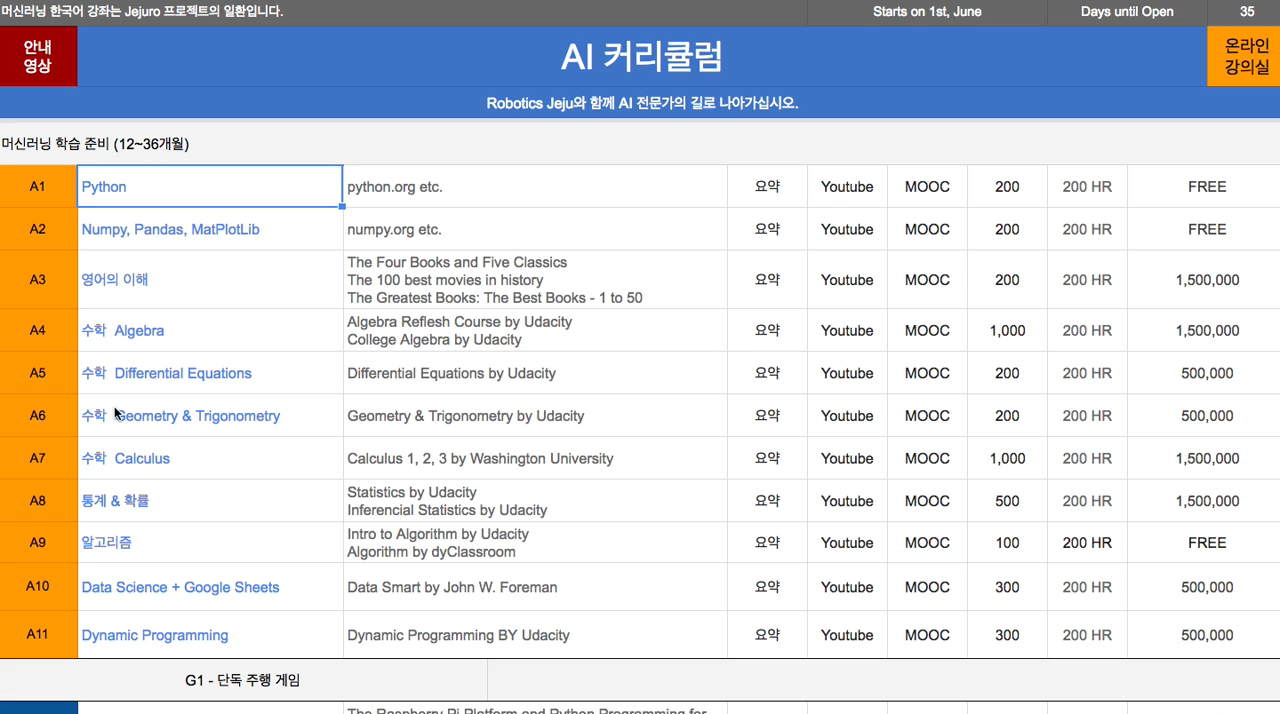 머신러닝 한국어 강좌는 Jejuro 프로젝트의 일환입니다. Starts on 1st, June Days until Open 35
안내
영상
AI 커리큘럼
온라인
강의실
Robotics Jeju와 함께 AI 전문가의 길로 나아가십시오.
머신러닝 학습 준비 (12~36개월)
A1 Python python.org etc. 요약 Youtube MOOC 200 200 HR FREE
A2 Numpy, Pandas, MatPlotLib numpy.org etc. 요약 Youtube MOOC 200 200 HR FREE
A3 영어의 이해 The Four Books and Five Classics
The 100 best movies in history
The Greatest Books: The Best Books - 1 to 50 요약 Youtube MOOC 200 200 HR 1,500,000
A4 수학 Algebra Algebra Reflesh Course by Udacity
College Algebra by Udacity 요약 Youtube MOOC 1,000 200 HR 1,500,000
A5 수학 Differential Equations Differential Equations by Udacity 요약 Youtube MOOC 200 200 HR 500,000
A6 수학 Geometry & Trigonometry Geometry & Trigonometry by Udacity 요약 Youtube MOOC 200 200 HR 500,000
A7 수학 Calculus Calculus 1, 2, 3 by Washington University 요약 Youtube MOOC 1,000 200 HR 1,500,000
A8 통계 & 확률 Statistics by Udacity
Inferencial Statistics by Udacity 요약 Youtube MOOC 500 200 HR 1,500,000
A9 알고리즘 Intro to Algorithm by Udacity
Algorithm by dyClassroom 요약 Youtube MOOC 100 200 HR FREE
A10 Data Science + Google Sheets Data Smart by John W. Foreman 요약 Youtube MOOC 300 200 HR 500,000
A11 Dynamic Programming Dynamic Programming BY Udacity 요약 Youtube MOOC 300 200 HR 500,000
G1 - 단독 주행 게임
The Raspberry Pi Platform and Python Programming for